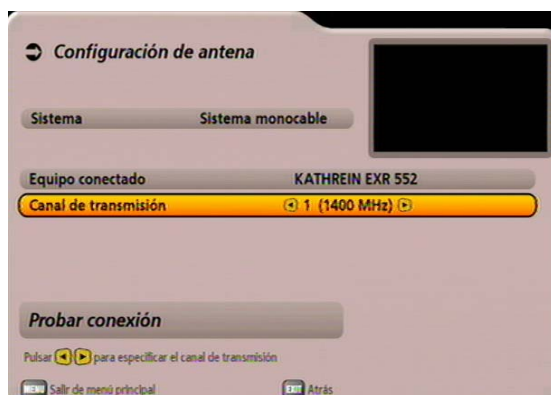 Configuración de antena
Sistema Sistema monocable
Equipo conectado KATHREIN EXR 552
Canal de transmisión 1 (1400 MHz)
Probar conexión
Pulsar para especificar el canal de transmisión
Salir de menú principal EXIT Atrás